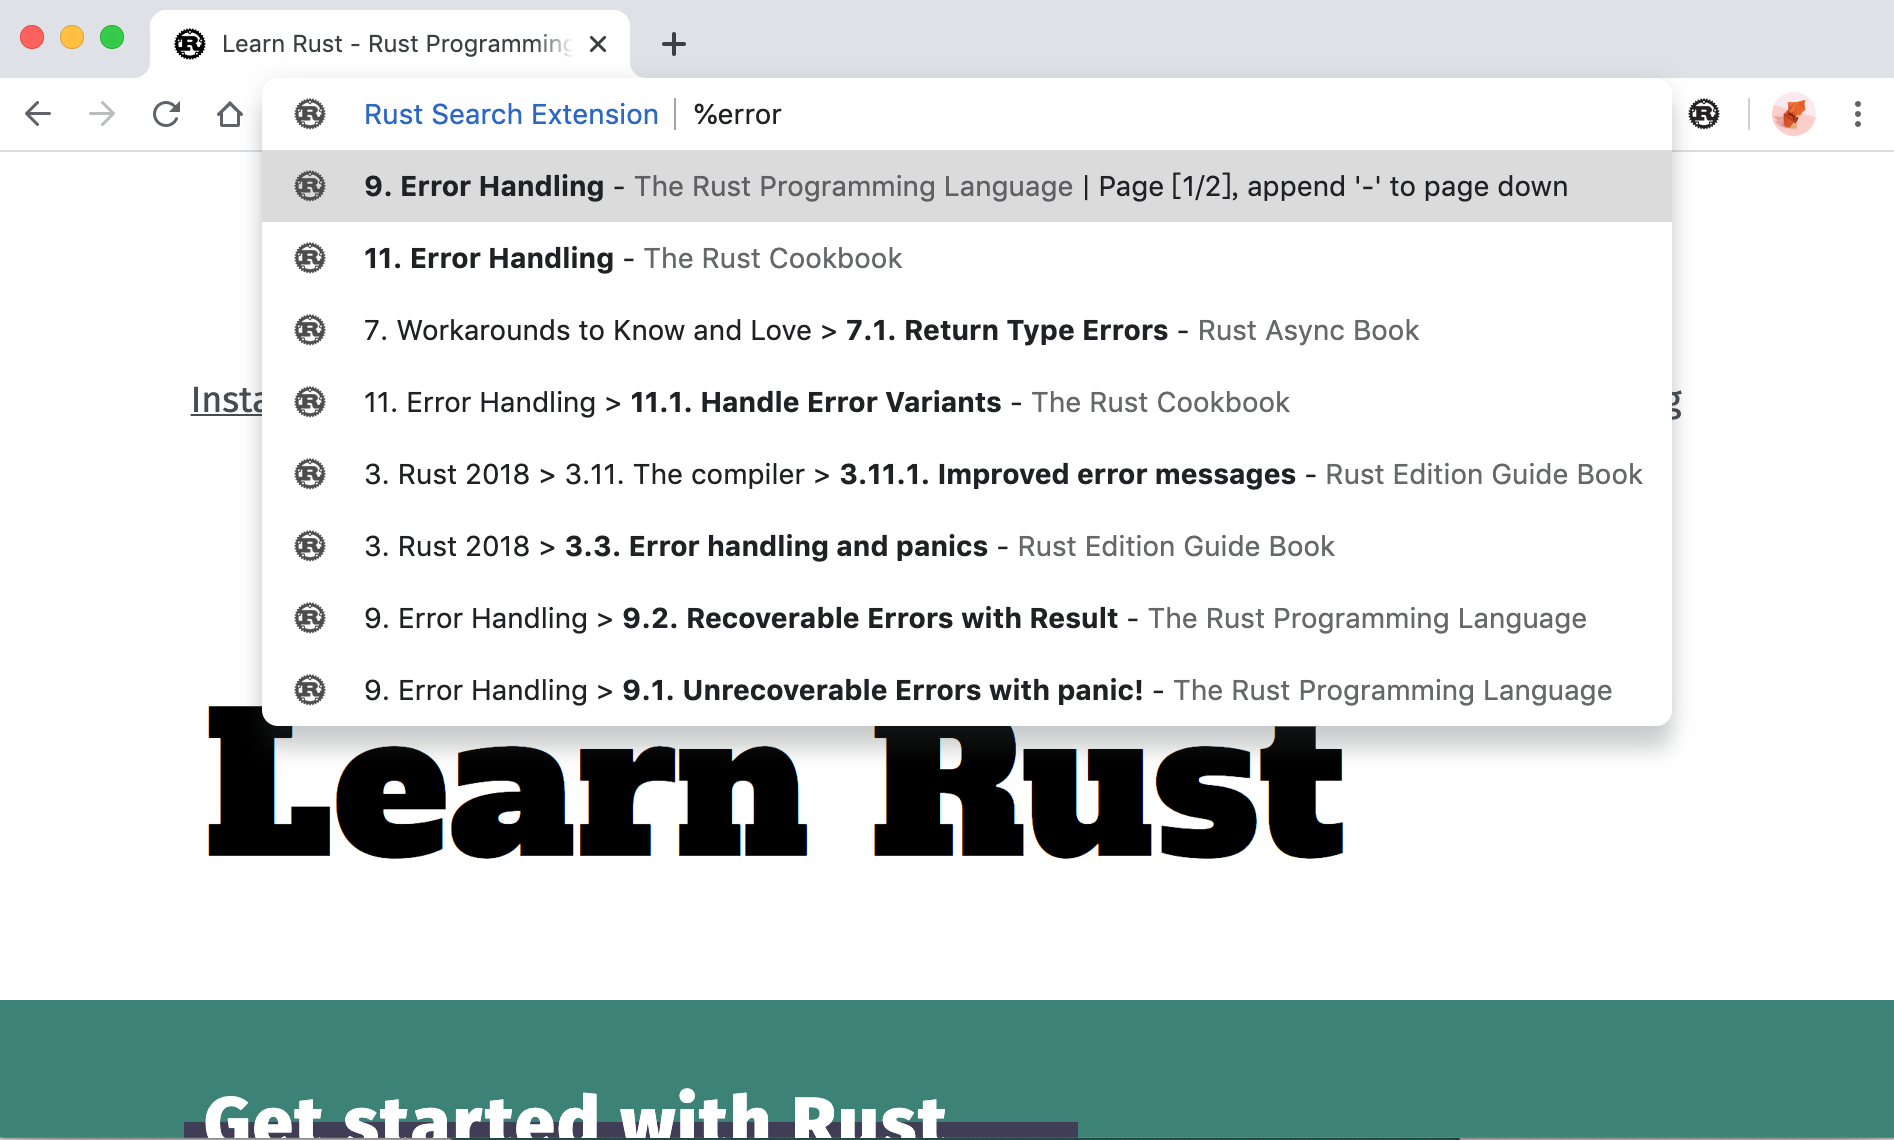 Learn Rust - Rust Programming
Rust Search Extension | %error
9. Error Handling - The Rust Programming Language | Page [1/2], append '-' to page down
11. Error Handling - The Rust Cookbook
7. Workarounds to Know and Love > 7.1. Return Type Errors - Rust Async Book
11. Error Handling > 11.1. Handle Error Variants - The Rust Cookbook
3. Rust 2018 > 3.11. The compiler > 3.11.1. Improved error messages - Rust Edition Guide Book
3. Rust 2018 > 3.3. Error handling and panics - Rust Edition Guide Book
9. Error Handling > 9.2. Recoverable Errors with Result - The Rust Programming Language
9. Error Handling > 9.1. Unrecoverable Errors with panic! - The Rust Programming Language
Learn Rust
Get started with Rust